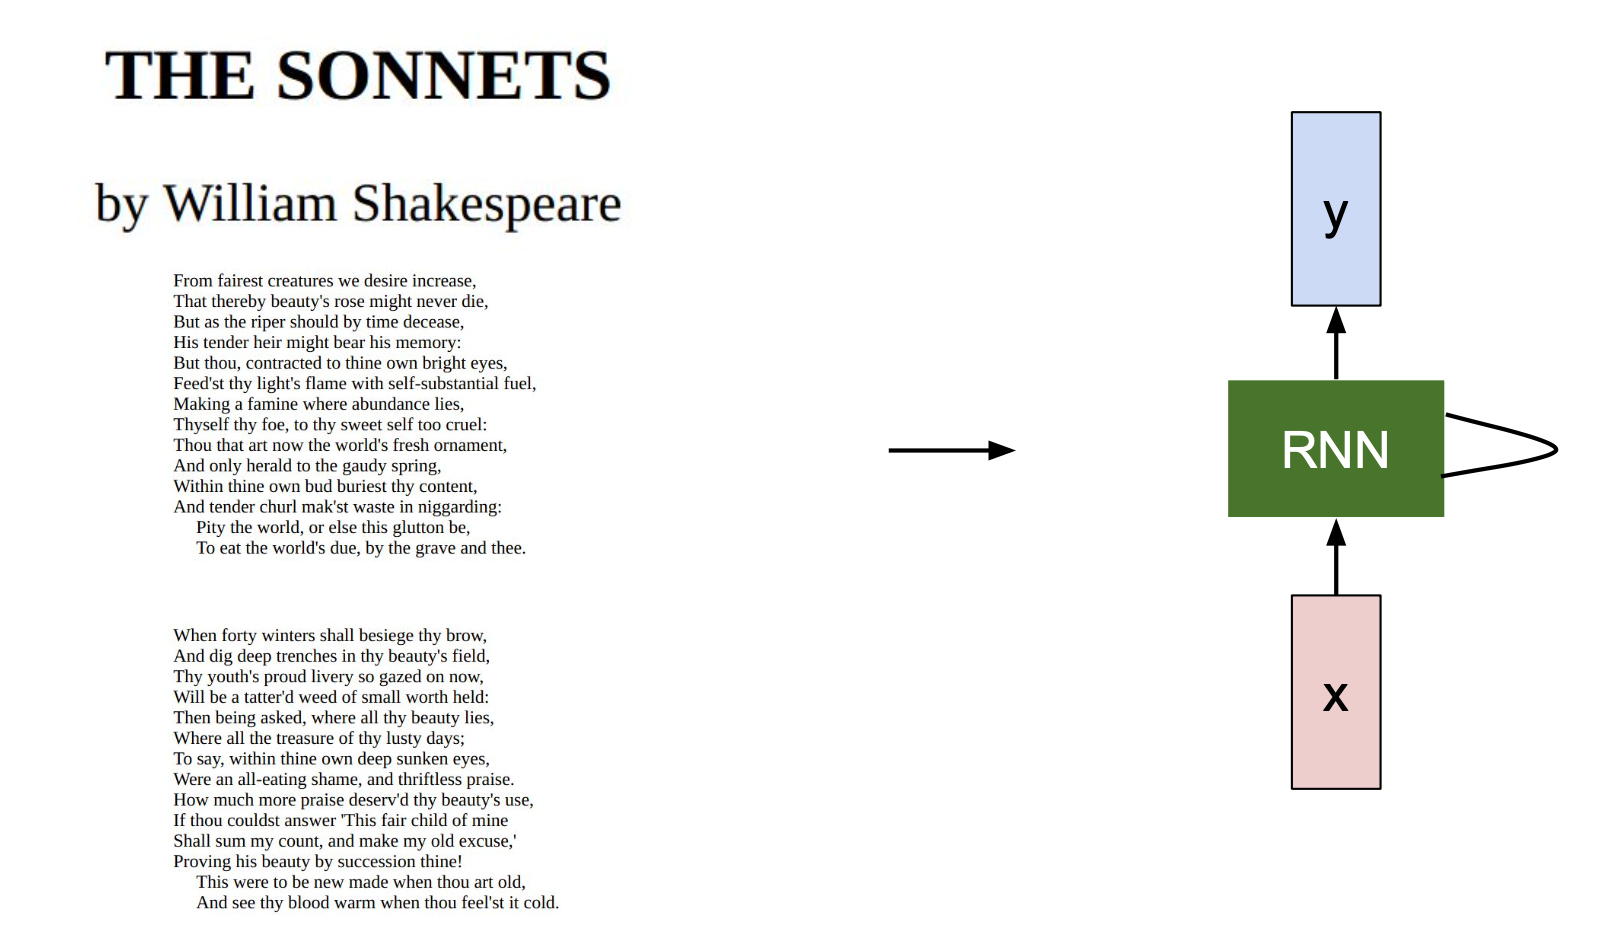 THE SONNETS
by William Shakespeare
From fairest creatures we desire increase,
That thereby beauty's rose might never die,
But as the riper should by time decease,
His tender heir might bear his memory:
But thou, contracted to thine own bright eyes,
Feed'st thy light's flame with self-substantial fuel,
Making a famine where abundance lies,
Thyself thy foe, to thy sweet self too cruel:
Thou that art now the world's fresh ornament,
And only herald to the gaudy spring,
Within thine own bud buriest thy content,
And tender churl mak'st waste in niggarding:
Pity the world, or else this glutton be,
To eat the world's due, by the grave and thee.
When forty winters shall besiege thy brow,
And dig deep trenches in thy beauty's field,
Thy youth's proud livery so gazed on now,
Will be a tatter'd weed of small worth held:
Then being asked, where all thy beauty lies,
Where all the treasure of thy lusty days;
To say, within thine own deep sunken eyes,
Were an all-eating shame, and thriftless praise.
How much more praise deserv'd thy beauty's use,
If thou couldst answer 'This fair child of mine
Shall sum my count, and make my old excuse,'
Proving his beauty by succession thine!
This were to be new made when thou art old,
And see thy blood warm when thou feel'st it cold.
y
RNN
x